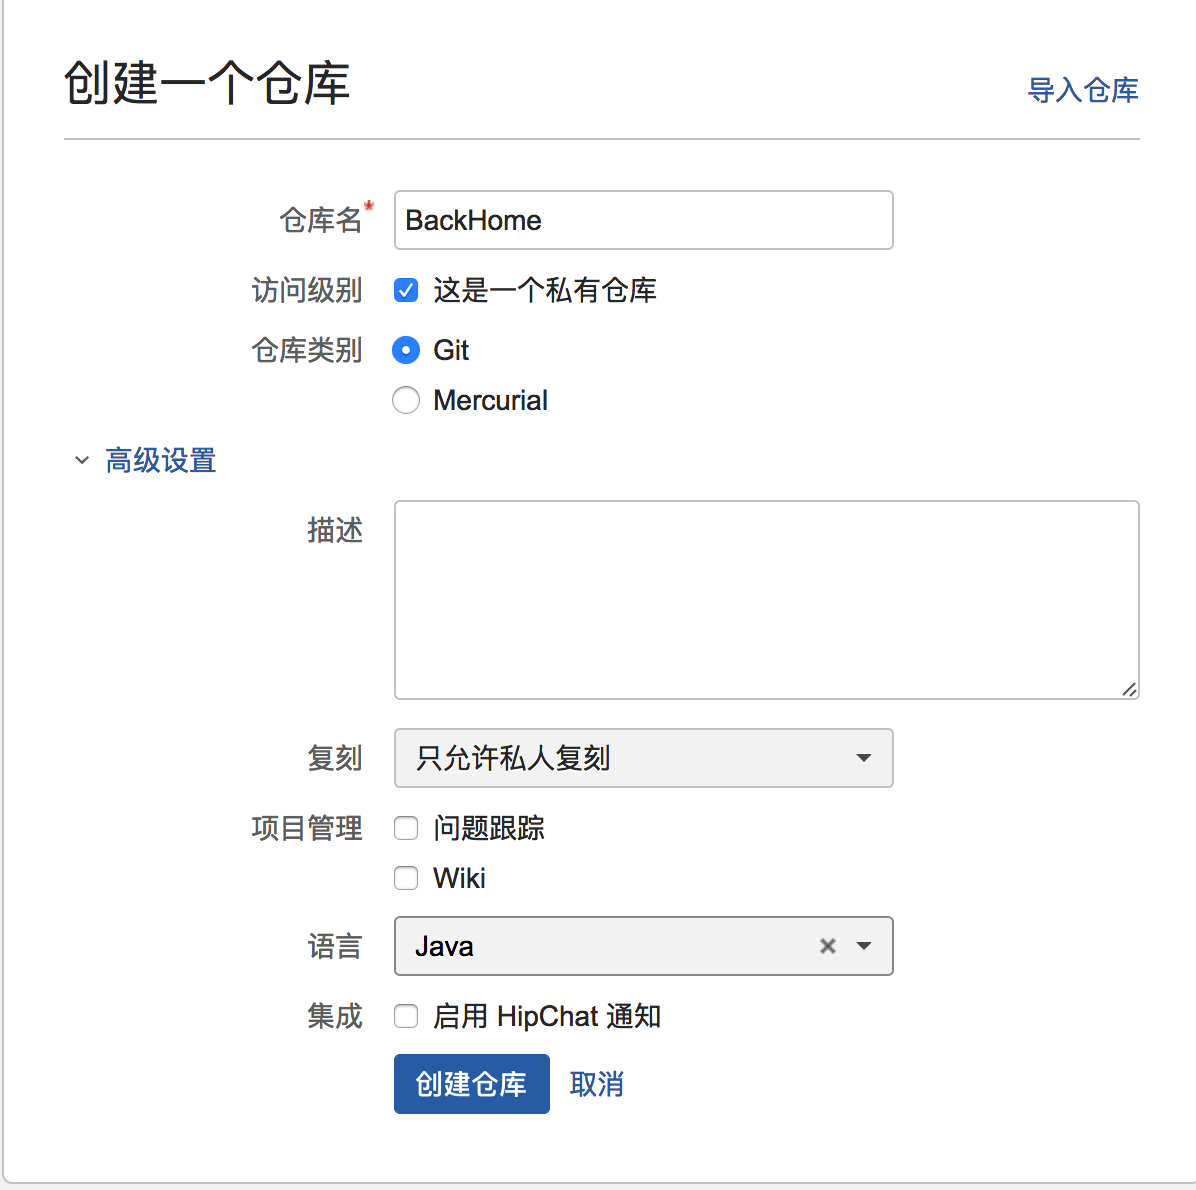 创建一个仓库
导入仓库
仓库名*
BackHome
访问级别
这是一个私有仓库
仓库类别
Git
Mercurial
高级设置
描述
复刻
只允许私人复刻
项目管理
问题跟踪
Wiki
语言
Java
集成
启用 HipChat 通知
创建仓库
取消